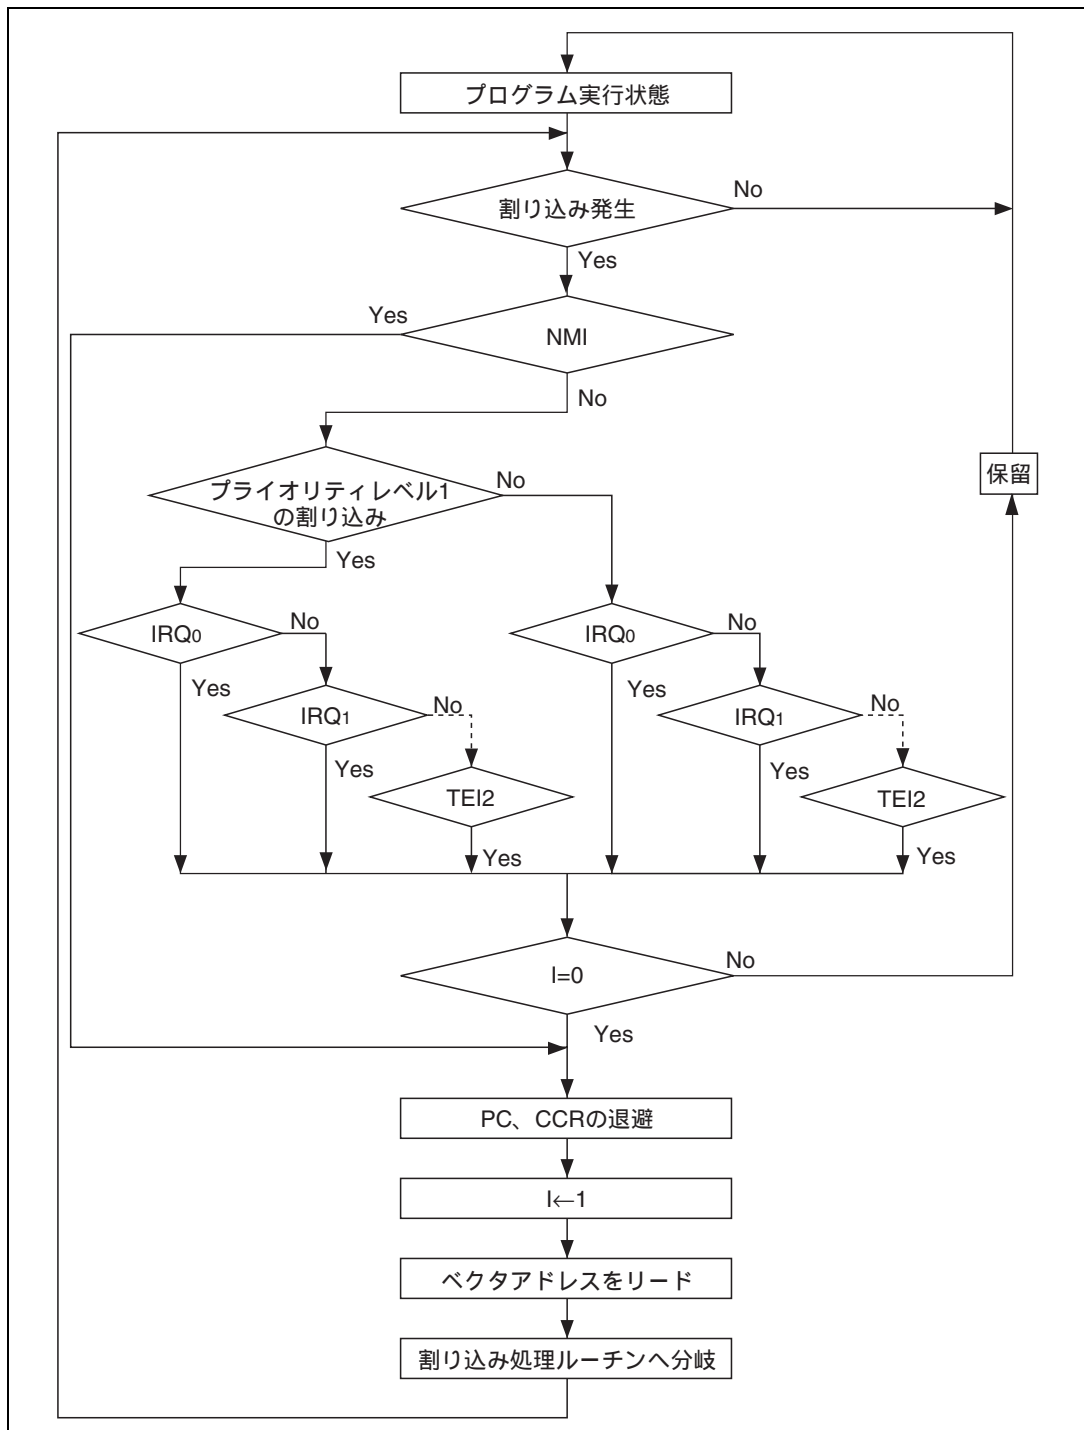 プログラム実行状態
割り込み発生
No
Yes
Yes
NMI
No
プライオリティレベル1
の割り込み
No
保留
Yes
IRQ0
No
IRQ0
No
Yes
IRQ1
No
Yes
IRQ1
No
Yes
TEI2
Yes
TEI2
Yes
Yes
I=0
No
Yes
PC、CCRの退避
I←1
ベクタアドレスをリード
割り込み処理ルーチンへ分岐